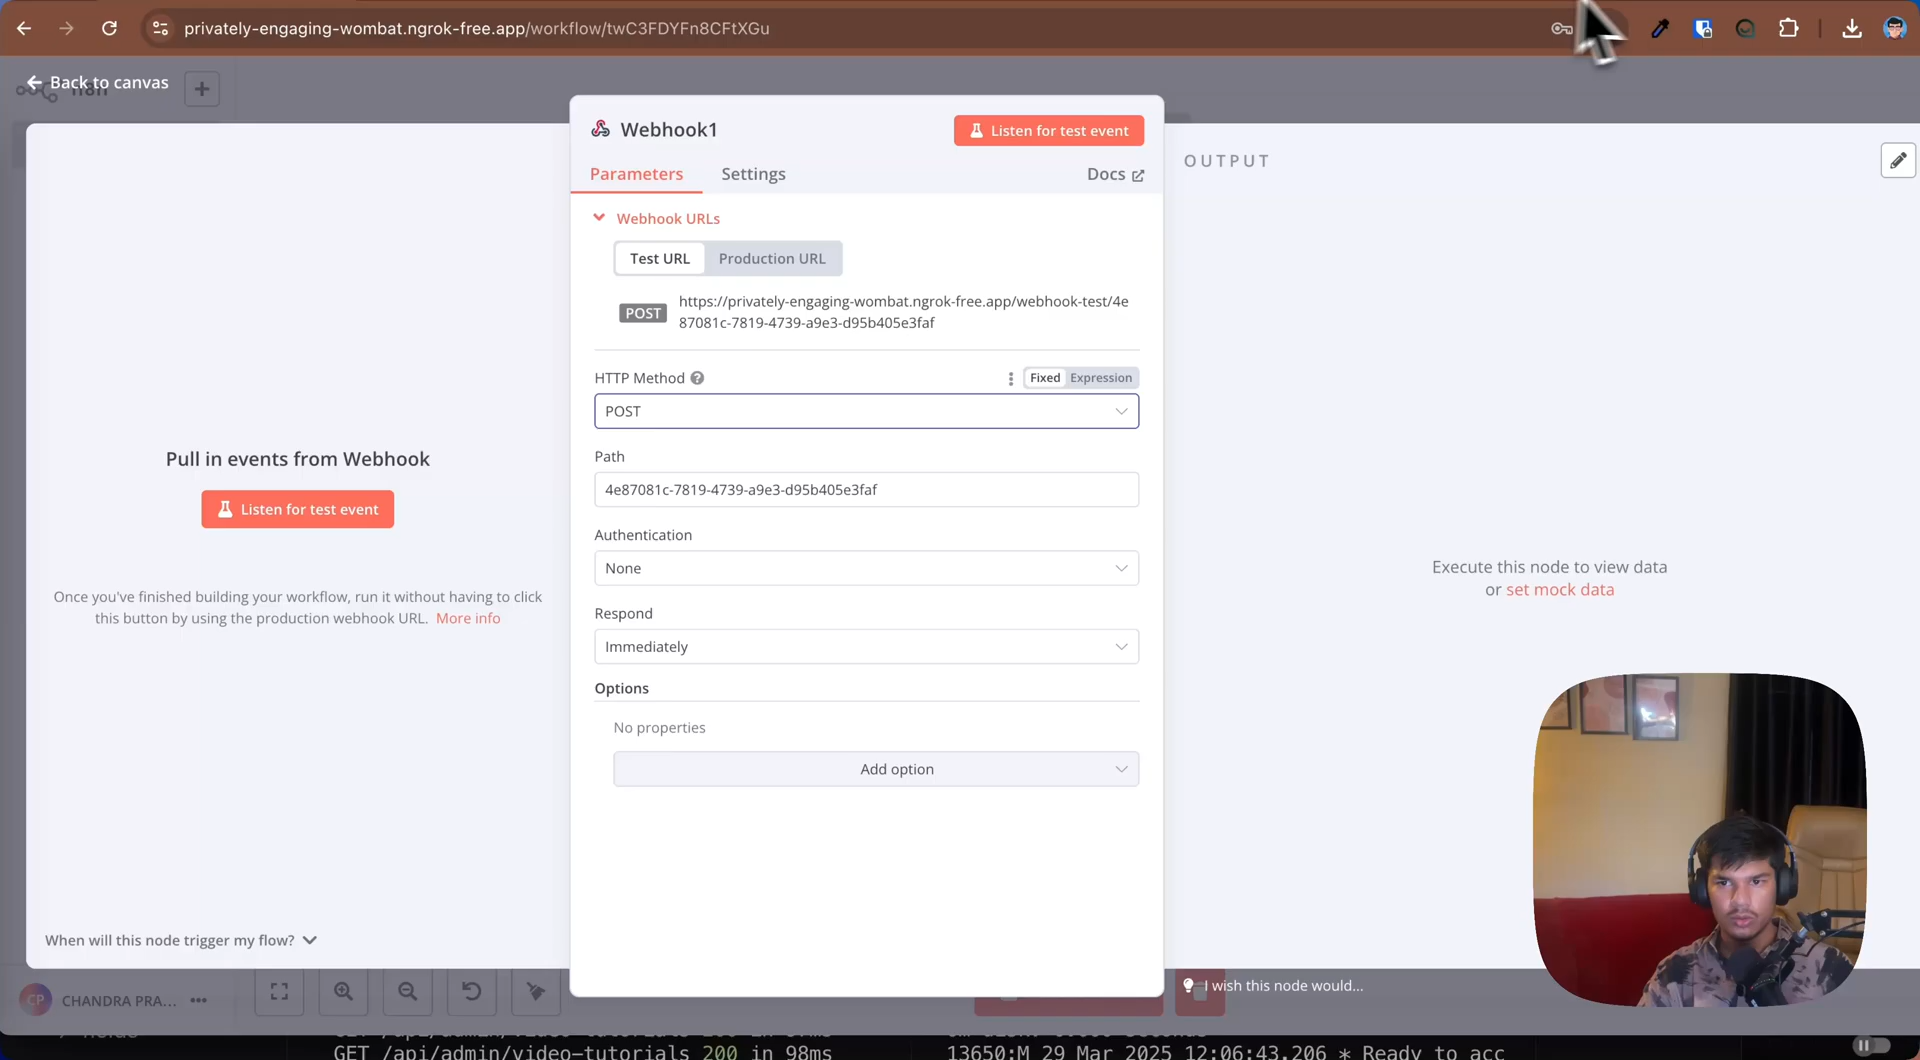 privately-engaging-wombat.ngrok-free.app/workflow/twC3FDYFn8CFtXGu
Back to canvas
Webhook1
Listen for test event
Parameters
Settings
Docs
OUTPUT
Webhook URLs
Test URL
Production URL
POST
https://privately-engaging-wombat.ngrok-free.app/webhook-test/4e
87081c-7819-4739-a9e3-d95b405e3faf
HTTP Method
Fixed
Expression
POST
Path
4e87081c-7819-4739-a9e3-d95b405e3faf
Authentication
None
Respond
Immediately
Options
No properties
Add option
Pull in events from Webhook
Listen for test event
Once you've finished building your workflow, run it without having to click
this button by using the production webhook URL. More info
When will this node trigger my flow?
Execute this node to view data
or set mock data
I wish this node would...
CP
CHANDRA PRA...
GET /api/admin/video-tutorials 200 in 98ms
13650:M 29 Mar 2025 12:06:43.206 * Ready to acc